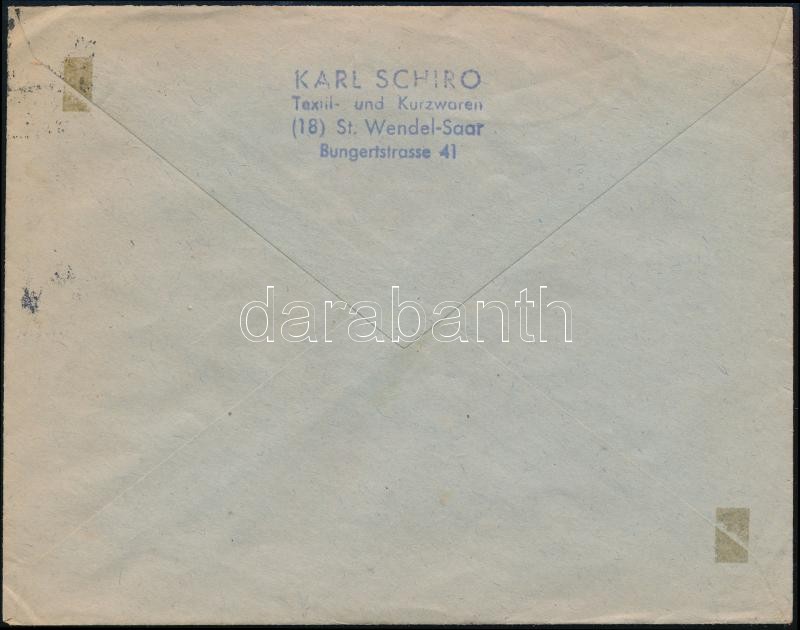 KARL SCHIRO
Textil- und Kurzwaren
(18) St. Wendel-Saar
Bungertstrasse 41
darabanth